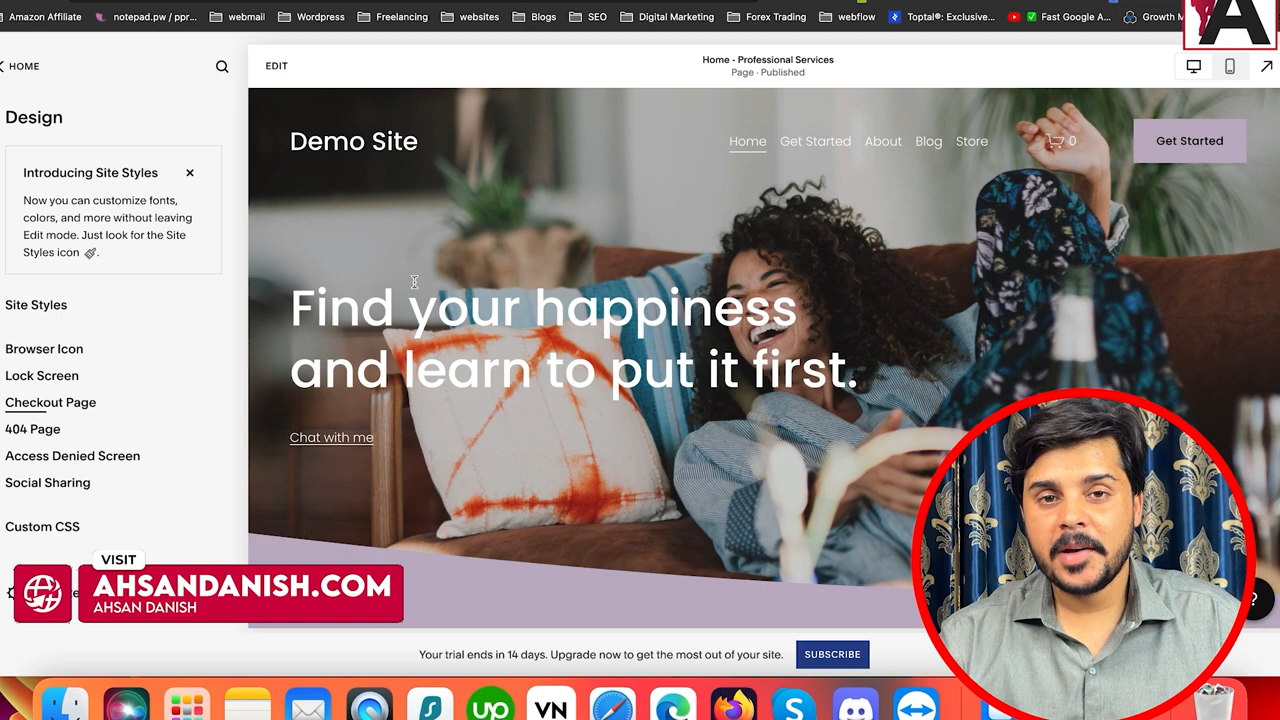 Amazon Affiliate
notepad.pw / ppr...
webmail
Wordpress
Freelancing
websites
Blogs
SEO
Digital Marketing
Forex Trading
webflow
Toptal®: Exclusive...
Fast Google A...
Growth M
A
HOME
EDIT
Home - Professional Services
Page · Published
Design
Introducing Site Styles
Now you can customize fonts,
colors, and more without leaving
Edit mode. Just look for the Site
Styles icon
Site Styles
Browser Icon
Lock Screen
Checkout Page
404 Page
Access Denied Screen
Social Sharing
Custom CSS
Demo Site
Home
Get Started
About
Blog
Store
0
Get Started
Find your happiness
and learn to put it first.
Chat with me
VISIT
AHSANDANISH.COM
AHSAN DANISH
Your trial ends in 14 days. Upgrade now to get the most out of your site.
SUBSCRIBE
?
up
VN
S